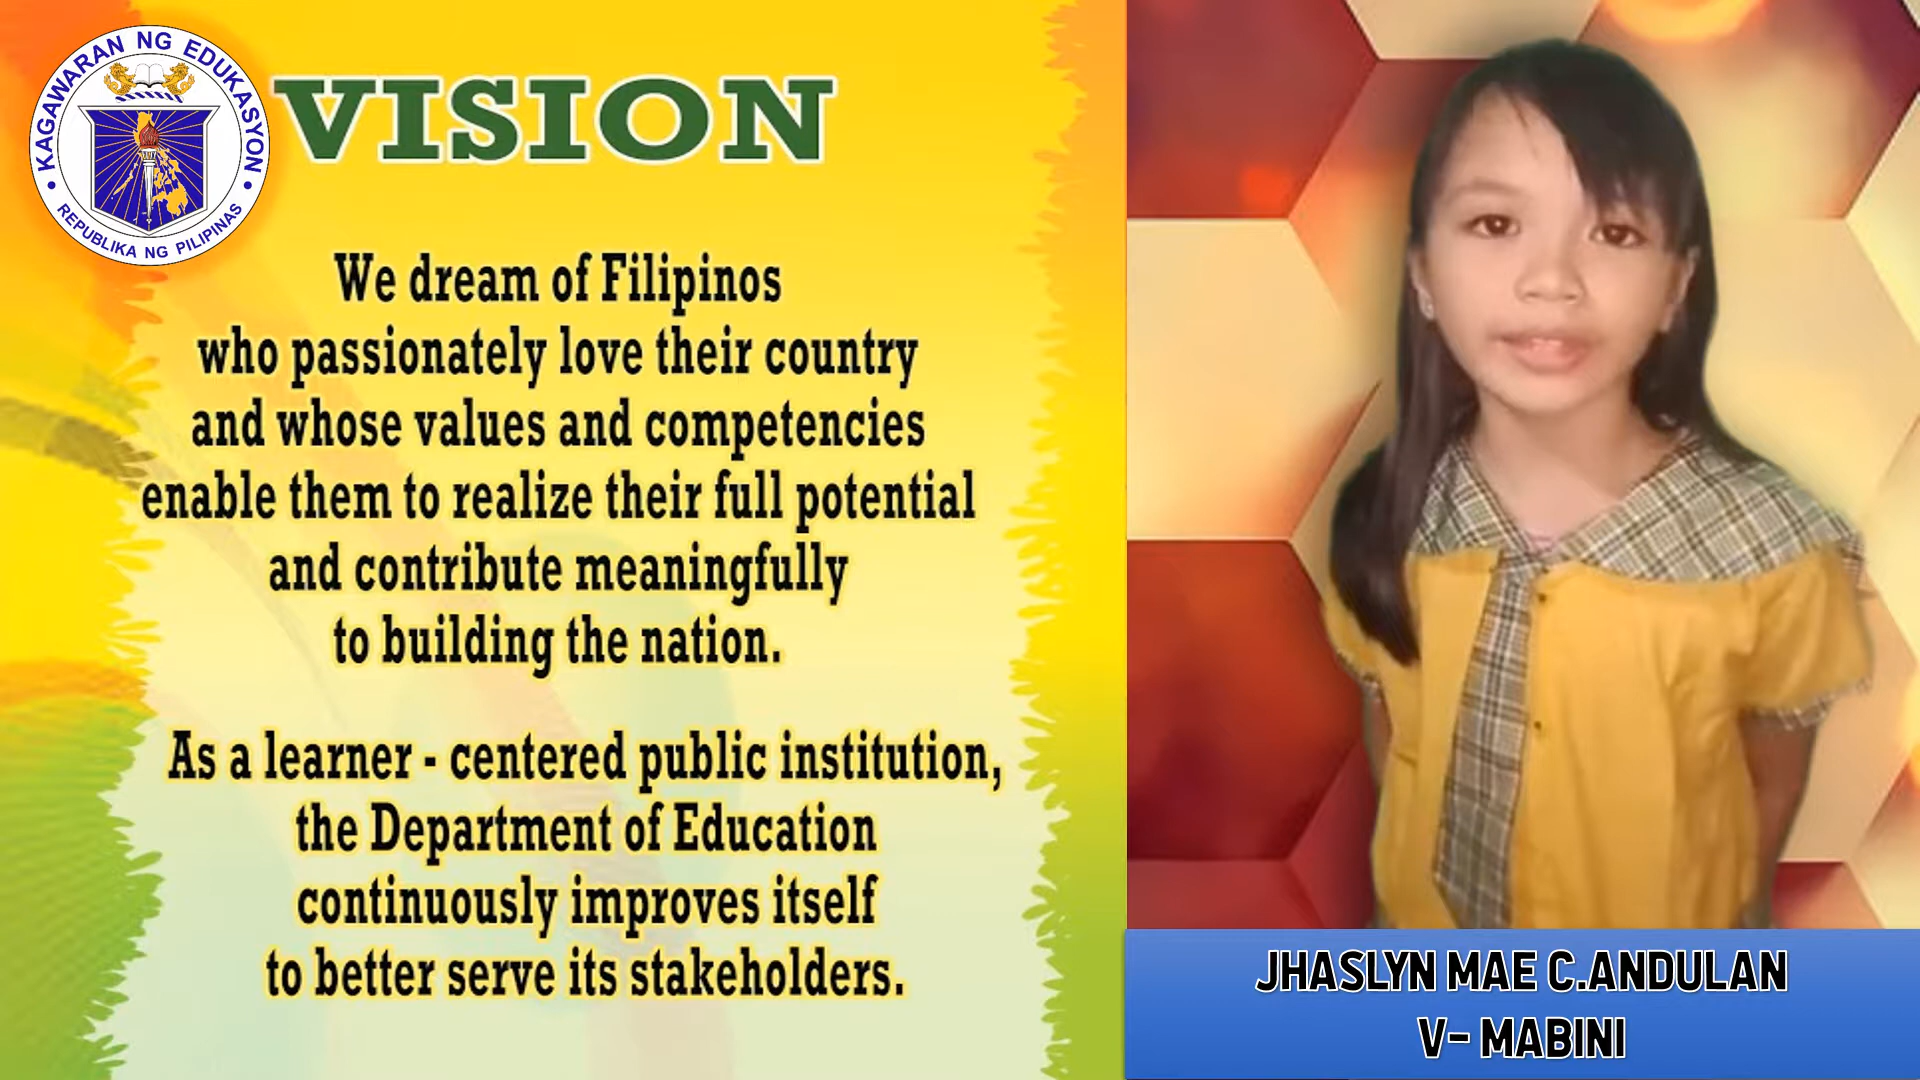 KAGAWARAN NG EDUKASYON
REPUBLIKA NG PILIPINAS
VISION
We dream of Filipinos
who passionately love their country
and whose values and competencies
enable them to realize their full potential
and contribute meaningfully
to building the nation.
As a learner - centered public institution,
the Department of Education
continuously improves itself
to better serve its stakeholders.
JHASLYN MAE C.ANDULAN
V- MABINI